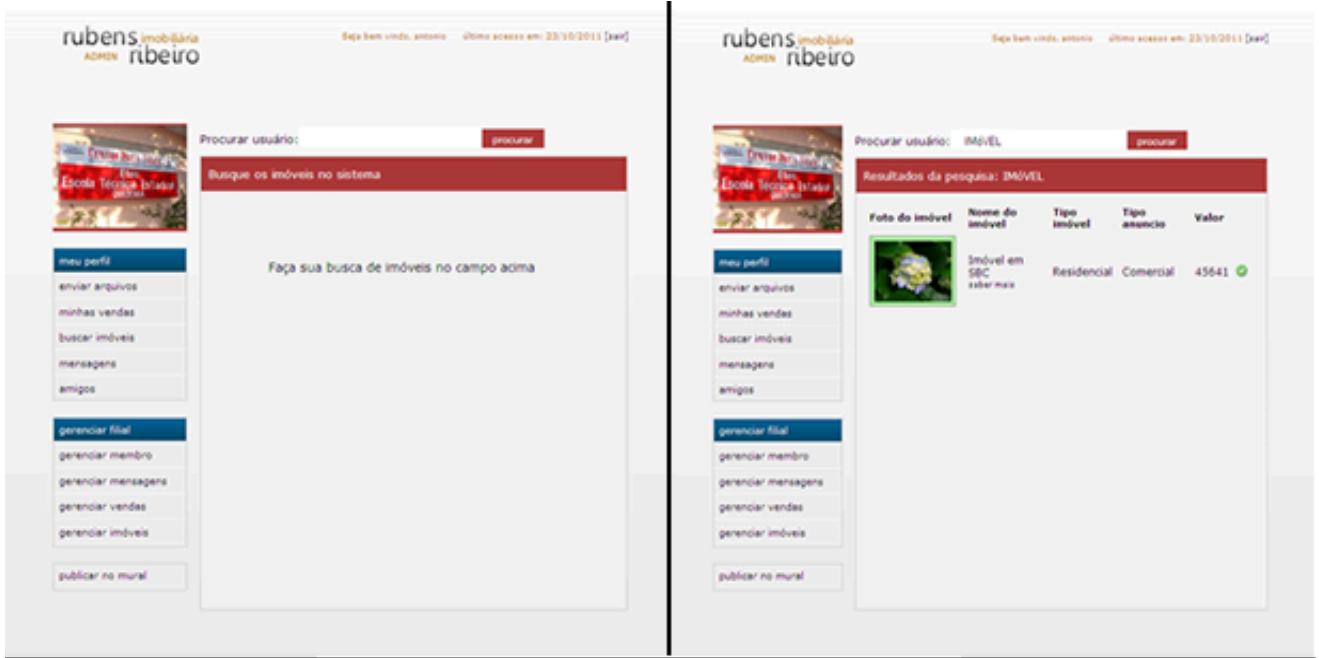 rubens imobiliária
ADMIN ribeiro
Seja bem vindo, antonio último acesso em: 23/10/2011 [sair]
Procurar usuário: procurar
Busque os imóveis no sistema
Faça sua busca de imóveis no campo acima
Escola Técnica Estadual
meu perfil
enviar arquivos
minhas vendas
buscar imóveis
mensagens
amigos
gerenciar filial
gerenciar membro
gerenciar mensagens
gerenciar vendas
gerenciar imóveis
publicar no mural
rubens imobiliária
ADMIN ribeiro
Seja bem vindo, antonio último acesso em: 23/10/2011 [sair]
Procurar usuário: IMóVEL procurar
Resultados da pesquisa: IMóVEL
Foto do imóvel Nome do imóvel Tipo imóvel Tipo anuncio Valor
Imóvel em SBC Residencial Comercial 45641
saber mais
Escola Técnica Estadual
meu perfil
enviar arquivos
minhas vendas
buscar imóveis
mensagens
amigos
gerenciar filial
gerenciar membro
gerenciar mensagens
gerenciar vendas
gerenciar imóveis
publicar no mural